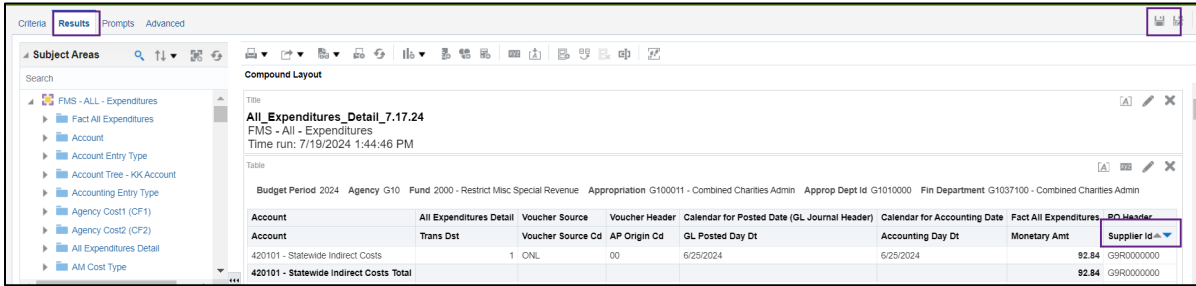 Criteria Results Prompts Advanced
Subject Areas
Search
FMS - ALL - Expenditures
Fact All Expenditures
Account
Account Entry Type
Account Tree - KK Account
Accounting Entry Type
Agency Cost1 (CF1)
Agency Cost2 (CF2)
All Expenditures Detail
AM Cost Type
Compound Layout
Title
All_Expenditures_Detail_7.17.24
FMS - All - Expenditures
Time run: 7/19/2024 1:44:46 PM
Table
Budget Period 2024 Agency G10 Fund 2000 - Restrict Misc Special Revenue Appropriation G100011 - Combined Charities Admin Approp Dept Id G1010000 Fin Department G1037100 - Combined Charities Admin
Account All Expenditures Detail Voucher Source Voucher Header Calendar for Posted Date (GL Journal Header) Calendar for Accounting Date Fact All Expenditures PO Header
Account Trans Dst Voucher Source Cd AP Origin Cd GL Posted Day Dt Accounting Day Dt Monetary Amt Supplier Id
420101 - Statewide Indirect Costs 1 ONL 00 6/25/2024 6/25/2024 92.84 G9R0000000
420101 - Statewide Indirect Costs Total 92.84 G9R0000000